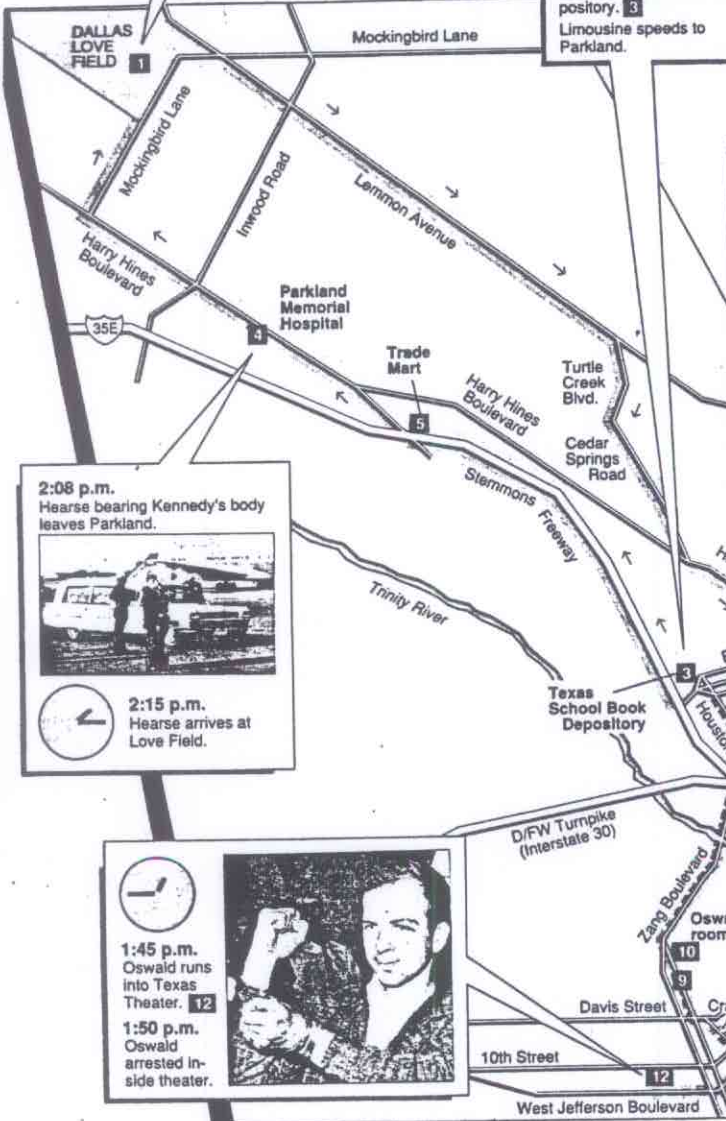 pository. 3
Limousine speeds to
Parkland.
DALLAS
LOVE
FIELD 1
Mockingbird Lane
Mockingbird Lane
Inwood Road
Lemmon Avenue
Harry Hines
Boulevard
35E
Parkland
Memorial
Hospital
4
Trade
Mart
5
Harry Hines
Boulevard
Turtle
Creek
Blvd.
Cedar
Springs
Road
Stemmons Freeway
2:08 p.m.
Hearse bearing Kennedy's body
leaves Parkland.
2:15 p.m.
Hearse arrives at
Love Field.
Trinity River
3
Texas
School Book
Depository
Houston
D/FW Turnpike
(Interstate 30)
Zang Boulevard
Oswa
room
10
9
1:45 p.m.
Oswald runs
into Texas
Theater. 12
1:50 p.m.
Oswald
arrested in-
side theater.
Davis Street
Cra
10th Street
12
West Jefferson Boulevard